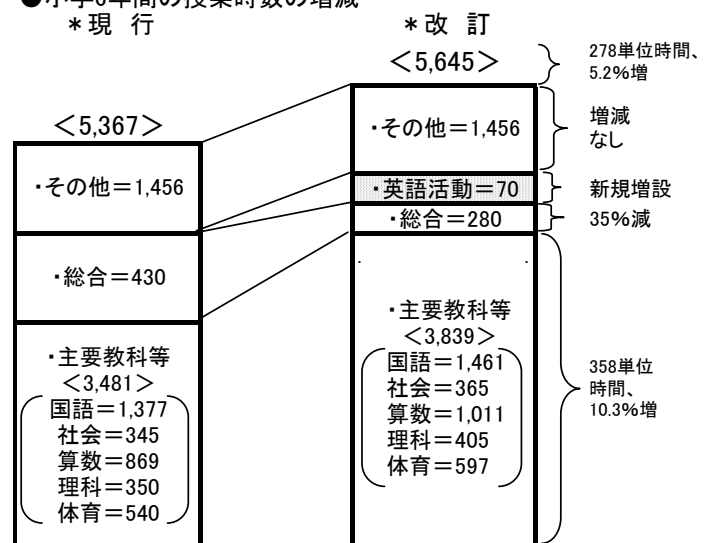 ●小学6年間の授業時数の増減
＊現　行
＊改　訂
＜5,367＞
・その他＝1,456
・総合＝430
・主要教科等
＜3,481＞
国語＝1,377
社会＝345
算数＝869
理科＝350
体育＝540
＜5,645＞
・その他＝1,456
・英語活動＝70
・総合＝280
・主要教科等
＜3,839＞
国語＝1,461
社会＝365
算数＝1,011
理科＝405
体育＝597
278単位時間、
5.2%増
増減
なし
新規増設
35%減
358単位
時間、
10.3%増